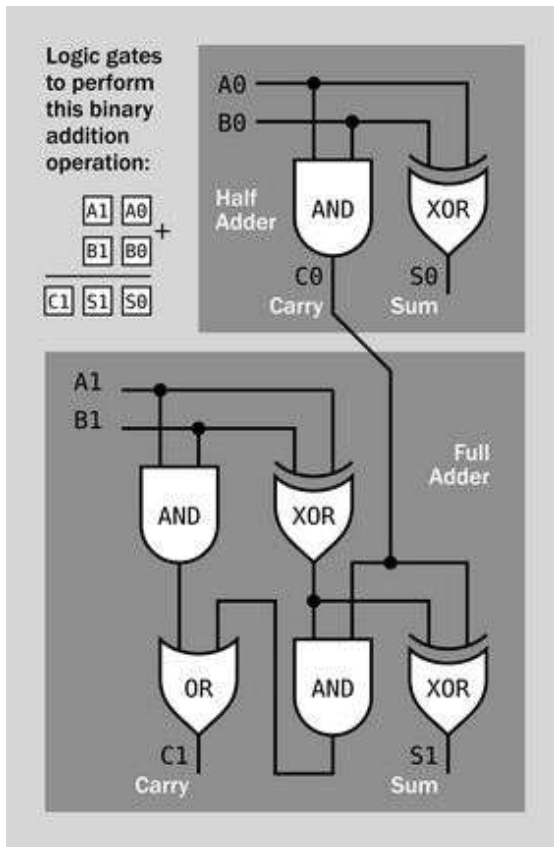 Logic gates
to perform
this binary
addition
operation:
A1 A0
+
B1 B0
C1 S1 S0
A0
B0
Half
Adder
AND
XOR
C0
S0
Carry
Sum
A1
B1
Full
Adder
AND
XOR
OR
AND
XOR
C1
S1
Carry
Sum